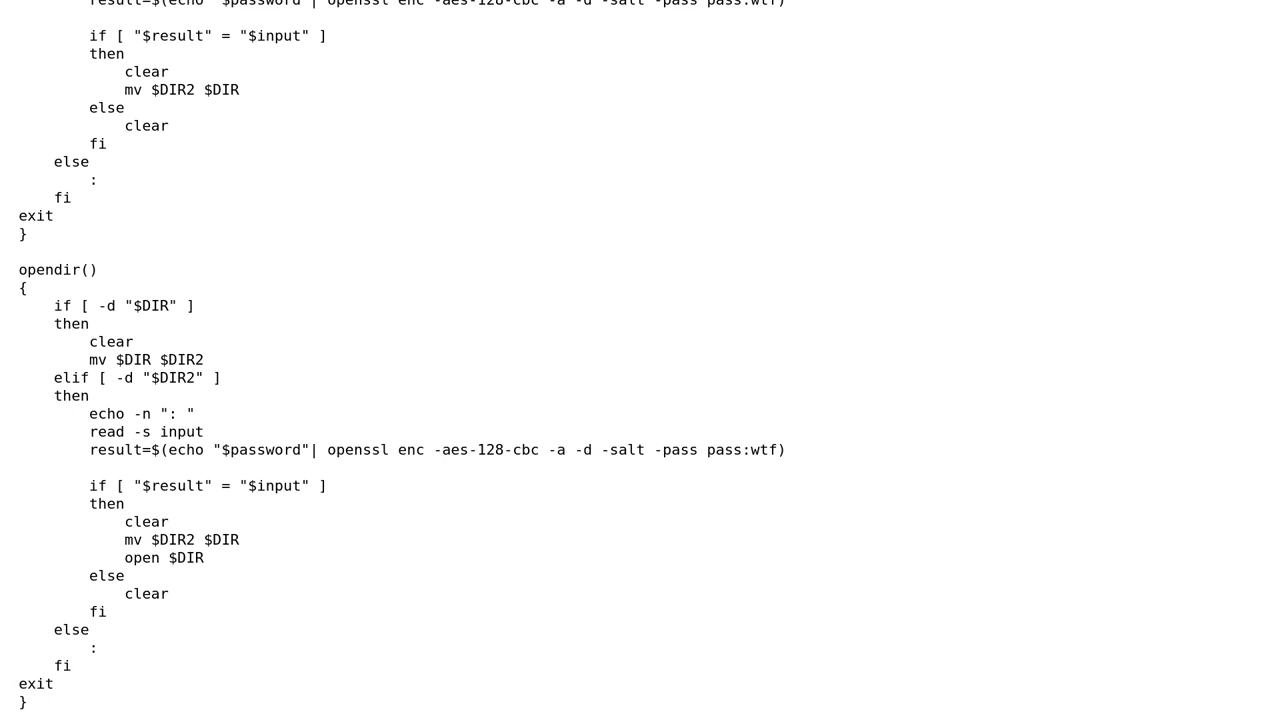 result=$(echo "$password"| openssl enc -aes-128-cbc -a -d -salt -pass pass:wtf)
if [ "$result" = "$input" ]
then
clear
mv $DIR2 $DIR
else
clear
fi
else
:
fi
exit
}
opendir()
{
if [ -d "$DIR" ]
then
clear
mv $DIR $DIR2
elif [ -d "$DIR2" ]
then
echo -n ": "
read -s input
result=$(echo "$password"| openssl enc -aes-128-cbc -a -d -salt -pass pass:wtf)
if [ "$result" = "$input" ]
then
clear
mv $DIR2 $DIR
open $DIR
else
clear
fi
else
:
fi
exit
}